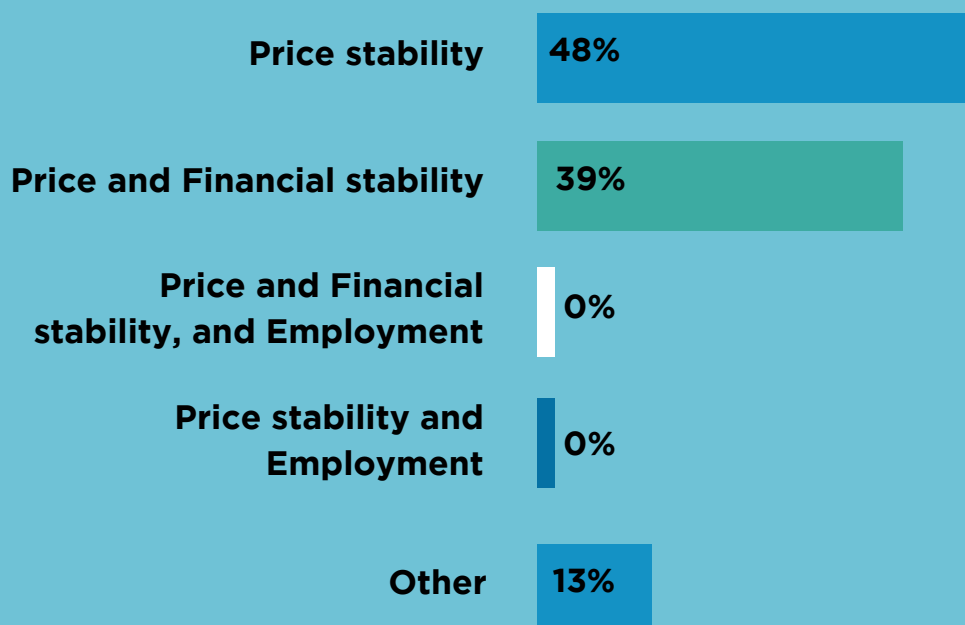 Price stability
48%
Price and Financial stability
39%
Price and Financial
stability, and Employment
0%
Price stability and
Employment
0%
Other
13%